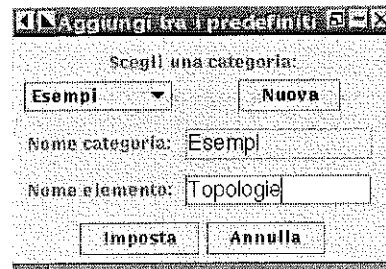 Aggiungi tra i predefiniti
Scegli una categoria:
Esempi Nuova
Nome categoria: Esempi
Nome elemento: Topologie
Imposta Annulla